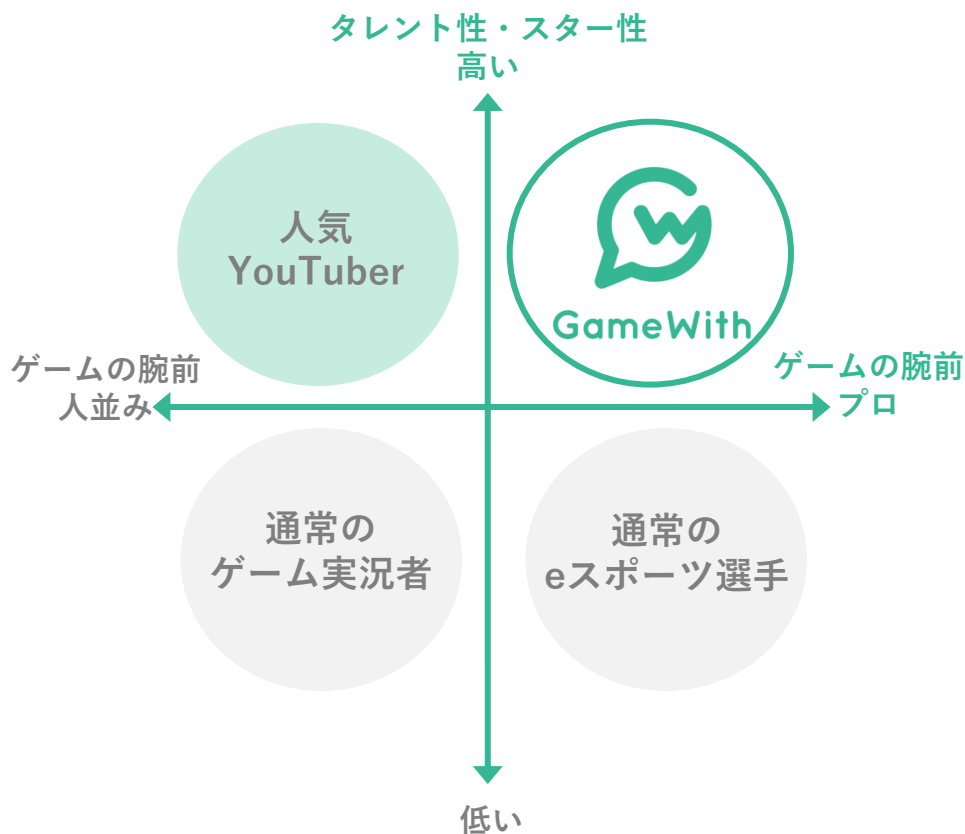 タレント性・スター性
高い
人気
YouTuber
GameWith
ゲームの腕前
人並み
ゲームの腕前
プロ
通常の
ゲーム実況者
通常の
eスポーツ選手
低い